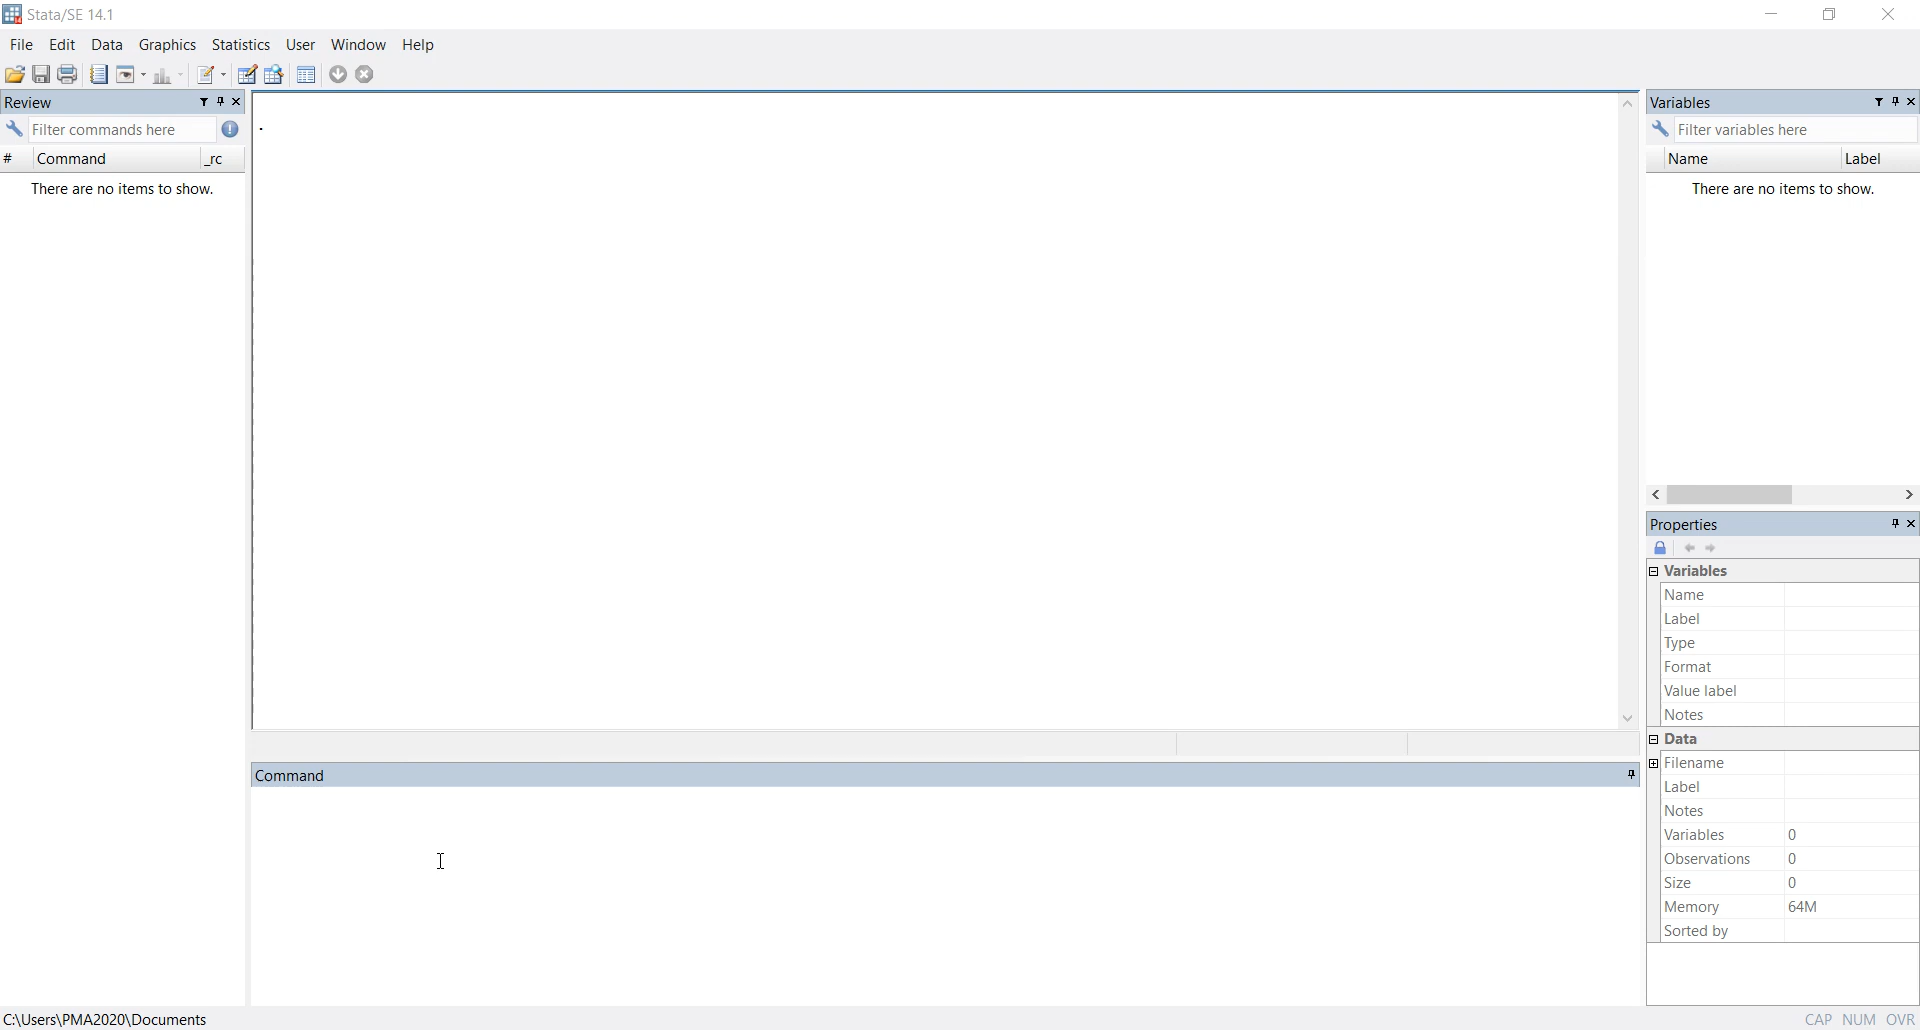 Stata/SE 14.1
File Edit Data Graphics Statistics User Window Help
Review
Filter commands here
# Command _rc
There are no items to show.
.
Command
Variables
Filter variables here
Name Label
There are no items to show.
Properties
Variables
Name
Label
Type
Format
Value label
Notes
Data
Filename
Label
Notes
Variables 0
Observations 0
Size 0
Memory 64M
Sorted by
C:\Users\PMA2020\Documents
CAP NUM OVR